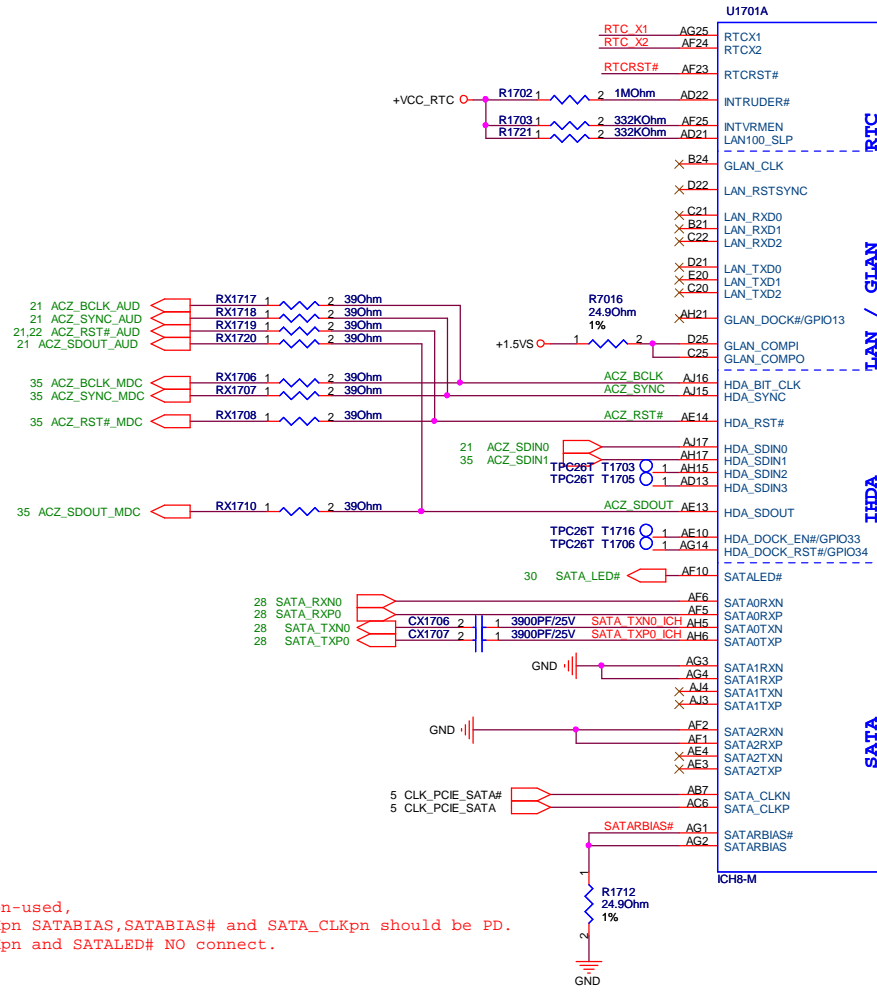 U1701A
RTC_X1 AG25 RTCX1
RTC_X2 AF24 RTCX2
RTCRST# AF23 RTCRST#
+VCC_RTC R1702 1 2 1MOhm AD22 INTRUDER#
R1703 1 2 332KOhm AF25 INTVRMEN
R1721 1 2 332KOhm AD21 LAN100_SLP
RTC
B24 GLAN_CLK
D22 LAN_RSTSYNC
C21 LAN_RXD0
B21 LAN_RXD1
C22 LAN_RXD2
D21 LAN_TXD0
E20 LAN_TXD1
C20 LAN_TXD2
LAN / GLAN
21 ACZ_BCLK_AUD RX1717 1 2 39Ohm
21 ACZ_SYNC_AUD RX1718 1 2 39Ohm
21,22 ACZ_RST#_AUD RX1719 1 2 39Ohm
21 ACZ_SDOUT_AUD RX1720 1 2 39Ohm
R7016
24.9Ohm
1%
AH21 GLAN_DOCK#/GPIO13
+1.5VS 1 2 D25 GLAN_COMPI
C25 GLAN_COMPO
35 ACZ_BCLK_MDC RX1706 1 2 39Ohm ACZ_BCLK AJ16 HDA_BIT_CLK
35 ACZ_SYNC_MDC RX1707 1 2 39Ohm ACZ_SYNC AJ15 HDA_SYNC
35 ACZ_RST#_MDC RX1708 1 2 39Ohm ACZ_RST# AE14 HDA_RST#
21 ACZ_SDIN0 AJ17 HDA_SDIN0
35 ACZ_SDIN1 AH17 HDA_SDIN1
TPC26T T1703 1 AH15 HDA_SDIN2
TPC26T T1705 1 AD13 HDA_SDIN3
IHDA
35 ACZ_SDOUT_MDC RX1710 1 2 39Ohm ACZ_SDOUT AE13 HDA_SDOUT
TPC26T T1716 1 AE10 HDA_DOCK_EN#/GPIO33
TPC26T T1706 1 AG14 HDA_DOCK_RST#/GPIO34
30 SATA_LED# AF10 SATALED#
28 SATA_RXN0 AF6 SATA0RXN
28 SATA_RXP0 AF5 SATA0RXP
28 SATA_TXN0 CX1706 2 1 3900PF/25V SATA_TXN0_ICH AH5 SATA0TXN
28 SATA_TXP0 CX1707 2 1 3900PF/25V SATA_TXP0_ICH AH6 SATA0TXP
GND AG3 SATA1RXN
AG4 SATA1RXP
AJ4 SATA1TXN
AJ3 SATA1TXP
SATA
GND AF2 SATA2RXN
AF1 SATA2RXP
AE4 SATA2TXN
AE3 SATA2TXP
5 CLK_PCIE_SATA# AB7 SATA_CLKN
5 CLK_PCIE_SATA AC6 SATA_CLKP
SATARBIAS# AG1 SATARBIAS#
AG2 SATARBIAS
ICH8-M
1
R1712
24.9Ohm
1%
2
GND
n-used,
pn SATABIAS,SATABIAS# and SATA_CLKpn should be PD.
pn and SATALED# NO connect.